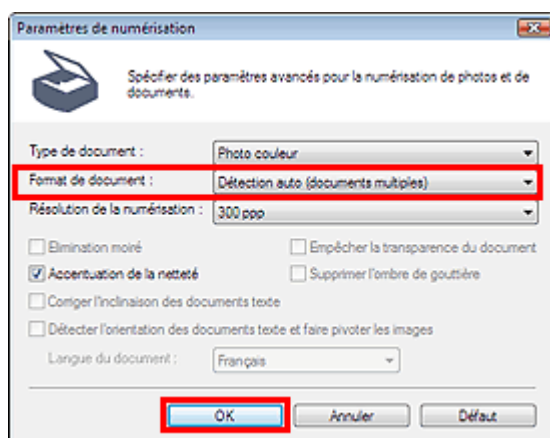 Paramètres de numérisation
Spécifier des paramètres avancés pour la numérisation de photos et de
documents.
Type de document : Photo couleur
Format de document : Détection auto (documents multiples)
Résolution de la numérisation : 300 ppp
Elimination moiré Empêcher la transparence du document
Accentuation de la netteté Supprimer l'ombre de gouttière
Corriger l'inclinaison des documents texte
Détecter l'orientation des documents texte et faire pivoter les images
Langue du document : Français
OK Annuler Défaut